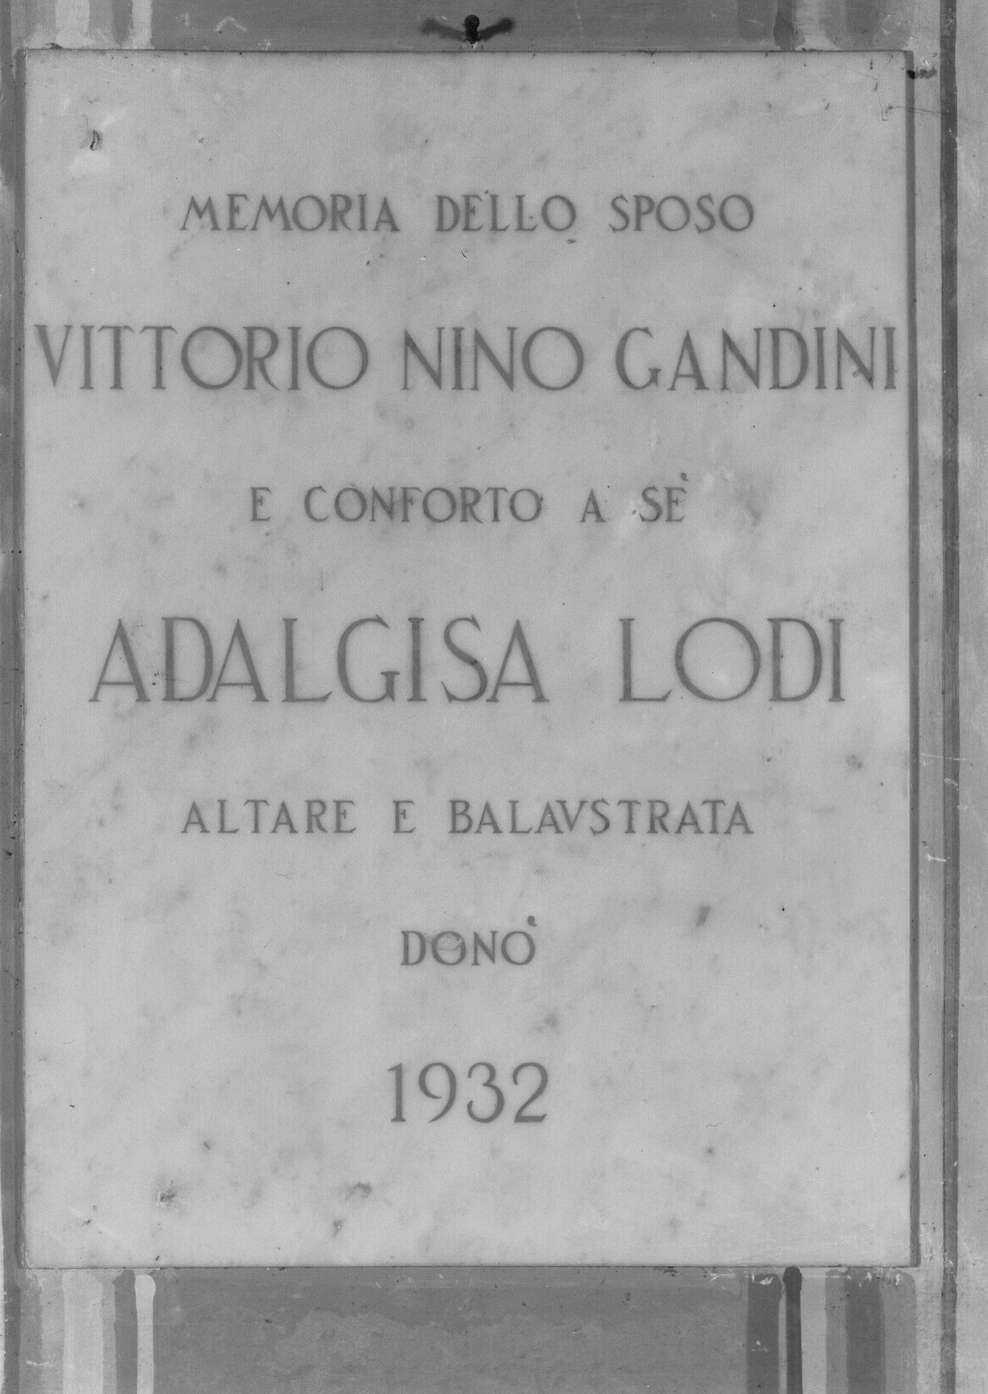 MEMORIA DELLO SPOSO
VITTORIO NINO GANDINI
E CONFORTO A SÈ
ADALGISA LODI
ALTARE E BALAVSTRATA
DONÒ
1932